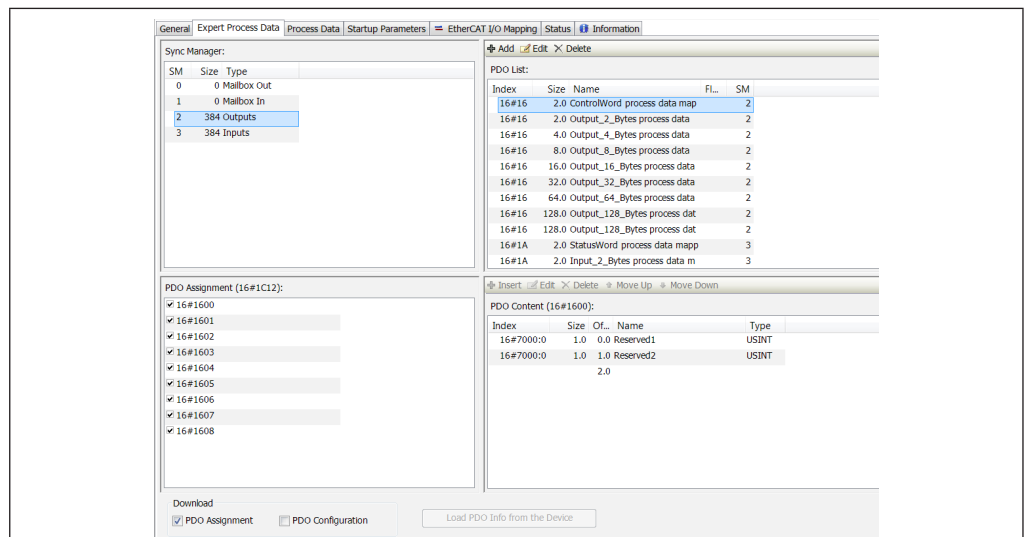 General Expert Process Data Process Data Startup Parameters EtherCAT I/O Mapping Status Information
Sync Manager:
SM Size Type
0 0 Mailbox Out
1 0 Mailbox In
2 384 Outputs
3 384 Inputs
Add Edit Delete
PDO List:
Index Size Name Fl... SM
16#16 2.0 ControlWord process data map 2
16#16 2.0 Output_2_Bytes process data 2
16#16 4.0 Output_4_Bytes process data 2
16#16 8.0 Output_8_Bytes process data 2
16#16 16.0 Output_16_Bytes process data 2
16#16 32.0 Output_32_Bytes process data 2
16#16 64.0 Output_64_Bytes process data 2
16#16 128.0 Output_128_Bytes process dat 2
16#16 128.0 Output_128_Bytes process dat 2
16#1A 2.0 StatusWord process data mapp 3
16#1A 2.0 Input_2_Bytes process data m 3
PDO Assignment (16#1C12):
16#1600
16#1601
16#1602
16#1603
16#1604
16#1605
16#1606
16#1607
16#1608
Insert Edit Delete Move Up Move Down
PDO Content (16#1600):
Index Size Of... Name Type
16#7000:0 1.0 0.0 Reserved1 USINT
16#7000:0 1.0 1.0 Reserved2 USINT
2.0
Download
PDO Assignment PDO Configuration
Load PDO Info from the Device